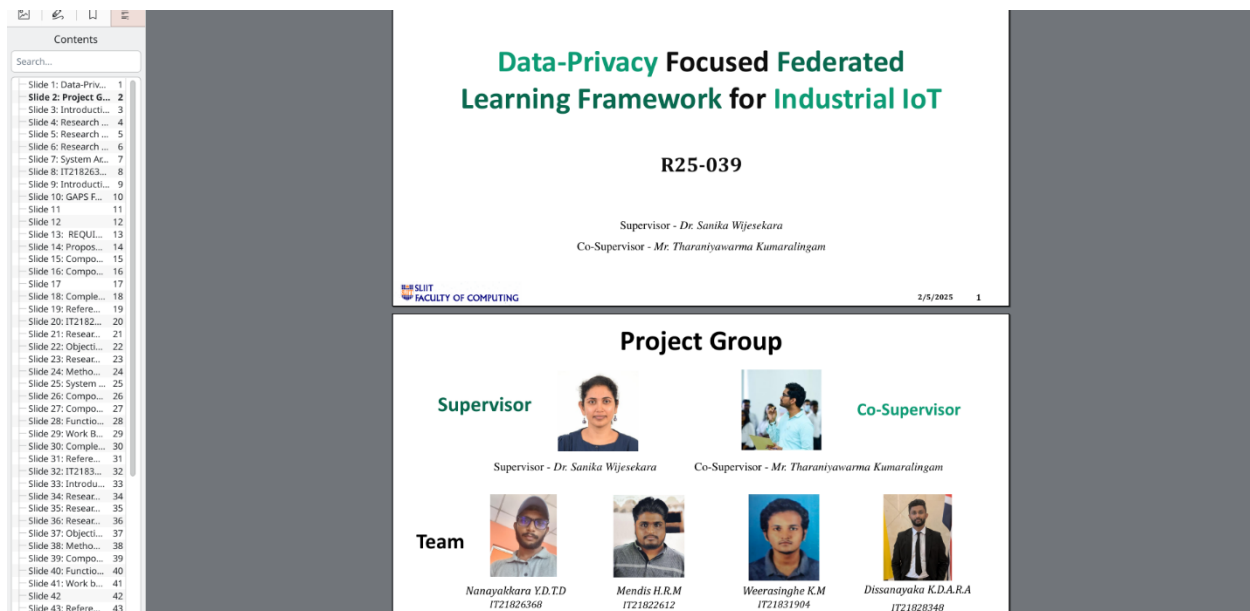 Contents
Search...
Slide 1: Data-Priv... 1
Slide 2: Project G... 2
Slide 3: Introducti... 3
Slide 4: Research ... 4
Slide 5: Research ... 5
Slide 6: Research ... 6
Slide 7: System Ar... 7
Slide 8: IT218263... 8
Slide 9: Introducti... 9
Slide 10: GAPS F... 10
Slide 11 11
Slide 12 12
Slide 13: REQUI... 13
Slide 14: Propos... 14
Slide 15: Compo... 15
Slide 16: Compo... 16
Slide 17 17
Slide 18: Comple... 18
Slide 19: Refere... 19
Slide 20: IT2182... 20
Slide 21: Resear... 21
Slide 22: Objecti... 22
Slide 23: Resear... 23
Slide 24: Metho... 24
Slide 25: System ... 25
Slide 26: Compo... 26
Slide 27: Compo... 27
Slide 28: Functio... 28
Slide 29: Work B... 29
Slide 30: Comple... 30
Slide 31: Refere... 31
Slide 32: IT2183... 32
Slide 33: Introdu... 33
Slide 34: Resear... 34
Slide 35: Resear... 35
Slide 36: Resear... 36
Slide 37: Objecti... 37
Slide 38: Metho... 38
Slide 39: Compo... 39
Slide 40: Functio... 40
Slide 41: Work b... 41
Slide 42 42
Slide 43: Refere... 43
Data-Privacy Focused Federated
Learning Framework for Industrial IoT
R25-039
Supervisor - Dr. Sanika Wijesekara
Co-Supervisor - Mr. Tharaniyawarma Kumaralingam
SLIIT
FACULTY OF COMPUTING
2/5/2025 1
Project Group
Supervisor
Co-Supervisor
Supervisor - Dr. Sanika Wijesekara
Co-Supervisor - Mr. Tharaniyawarma Kumaralingam
Team
Nanayakkara Y.D.T.D
IT21826368
Mendis H.R.M
IT21822612
Weerasinghe K.M
IT21831904
Dissanayaka K.D.A.R.A
IT21828348